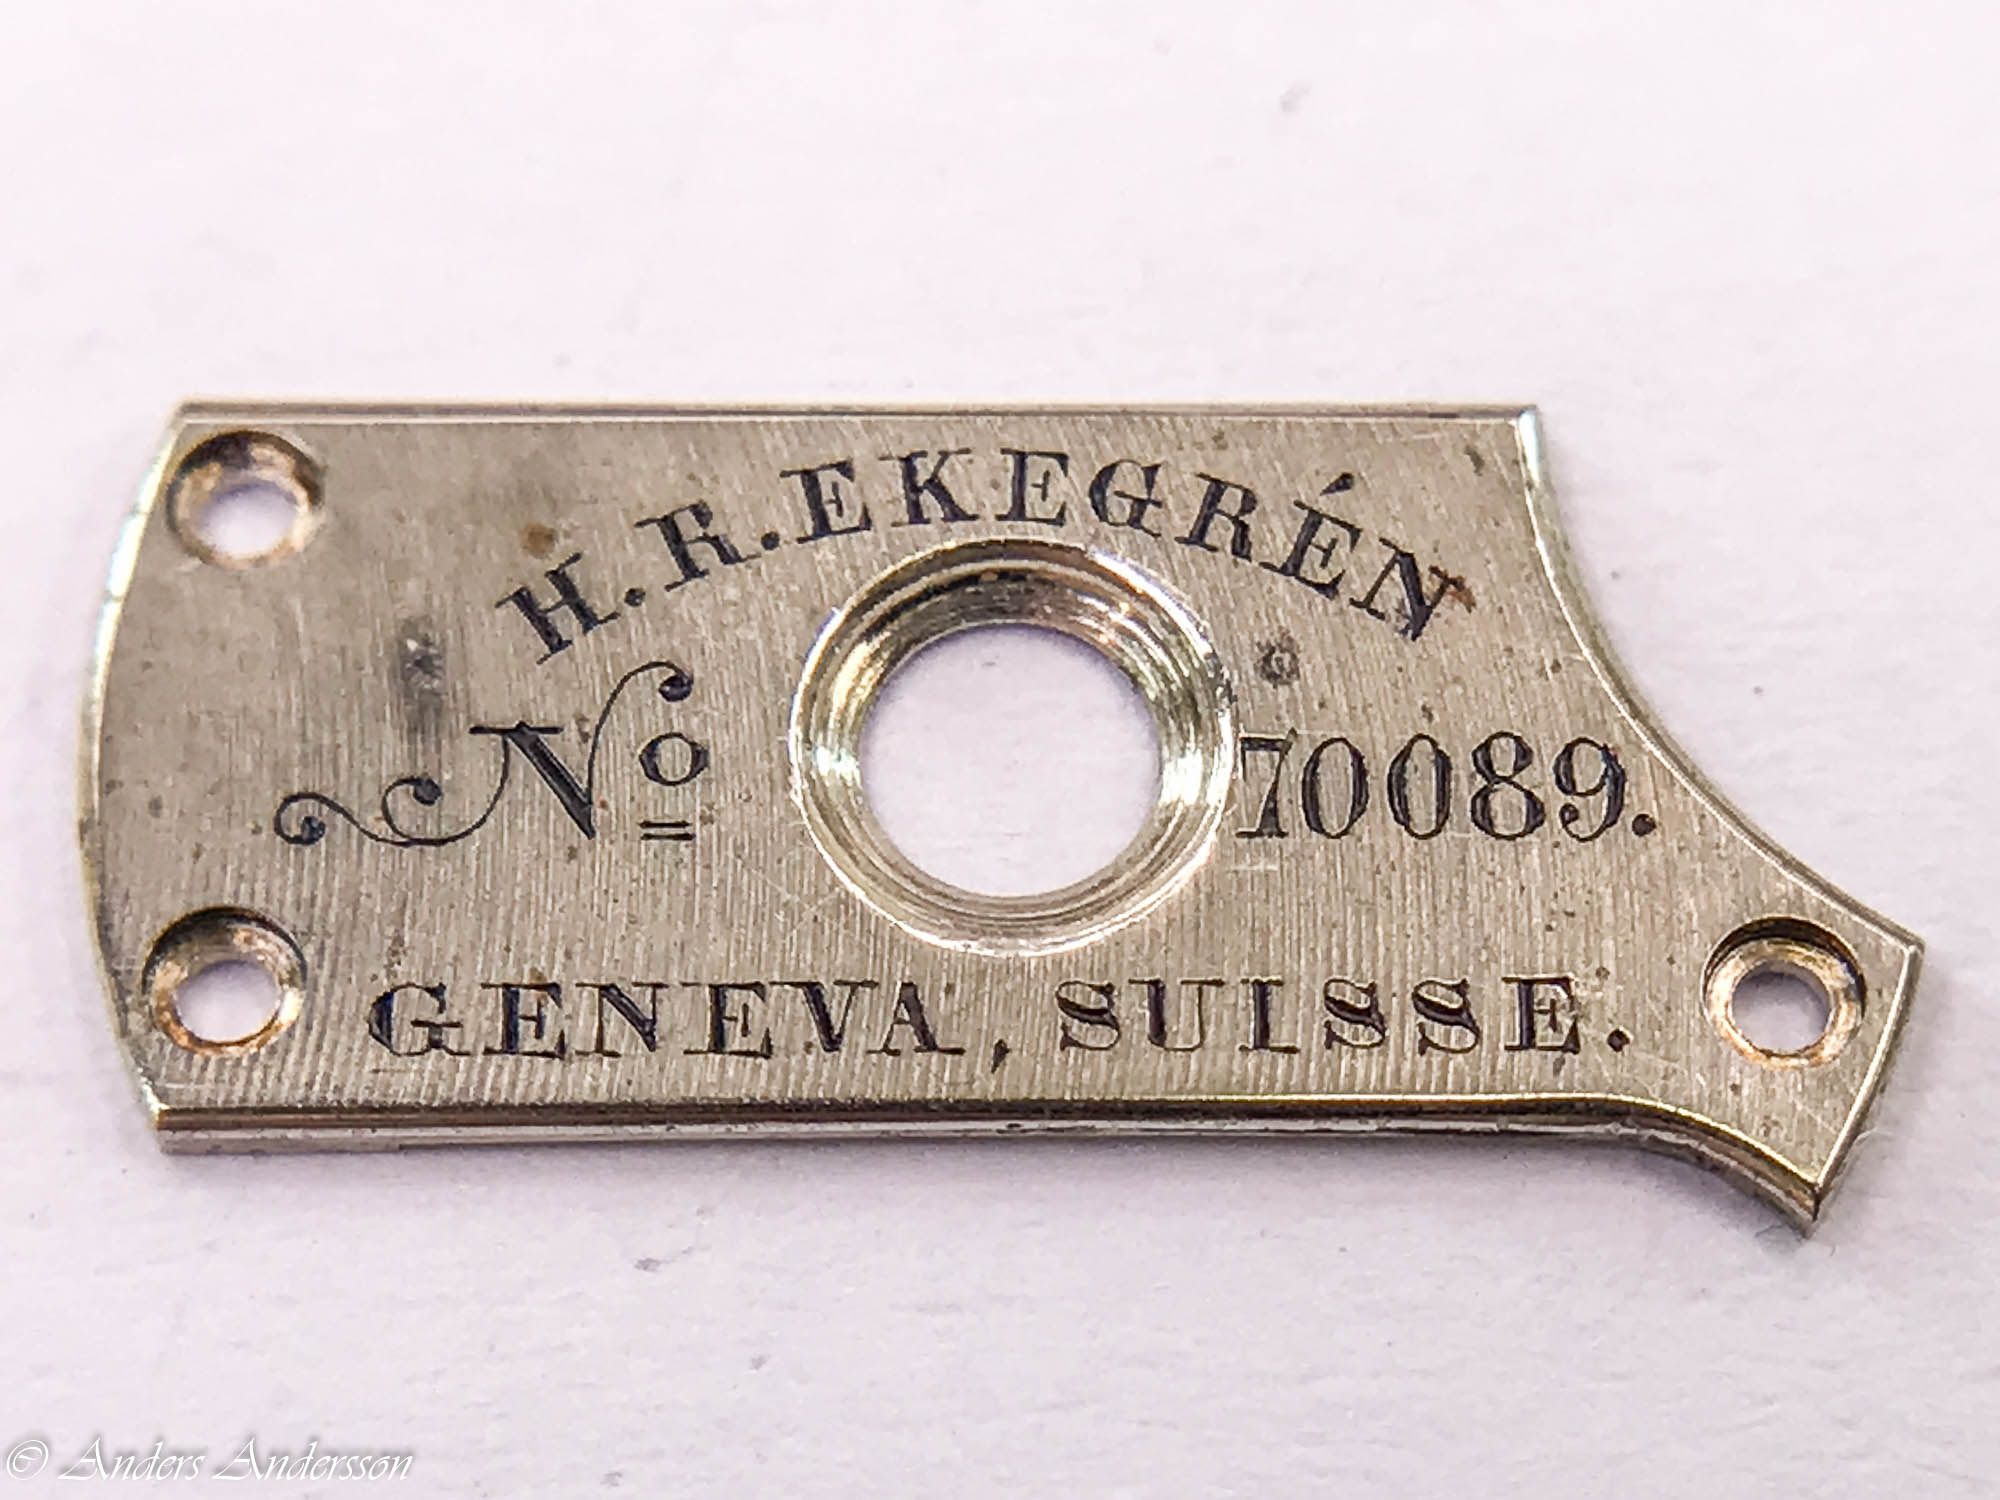 H. R. EKEGRÉN
No 70089.
GENEVA, SUISSE.
© Anders Andersson